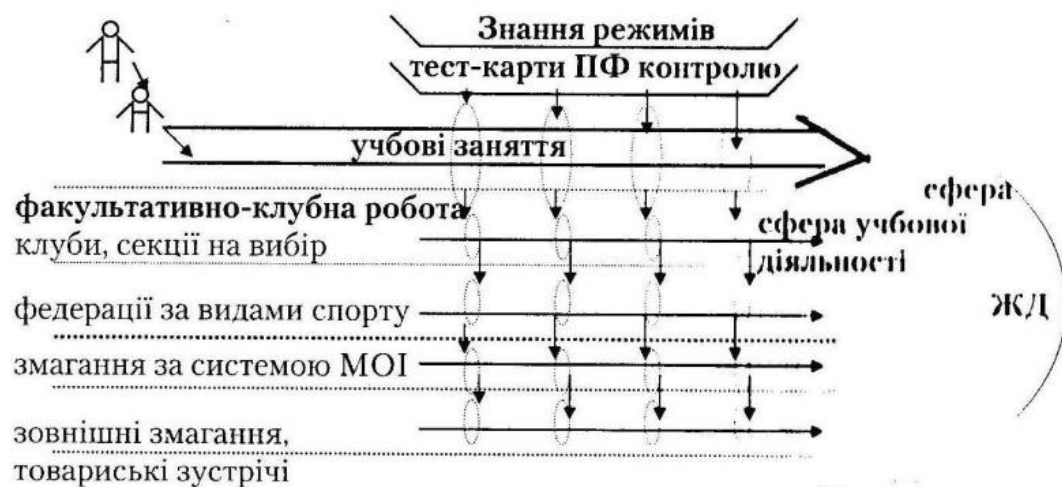 Знання режимів
тест-карти ПФ контролю
учбові заняття
сфера
факультативно-клубна робота
сфера учбової
клуби, секції на вибір
діяльності
ЖД
федерації за видами спорту
змагання за системою МОІ
зовнішні змагання,
товариські зустрічі